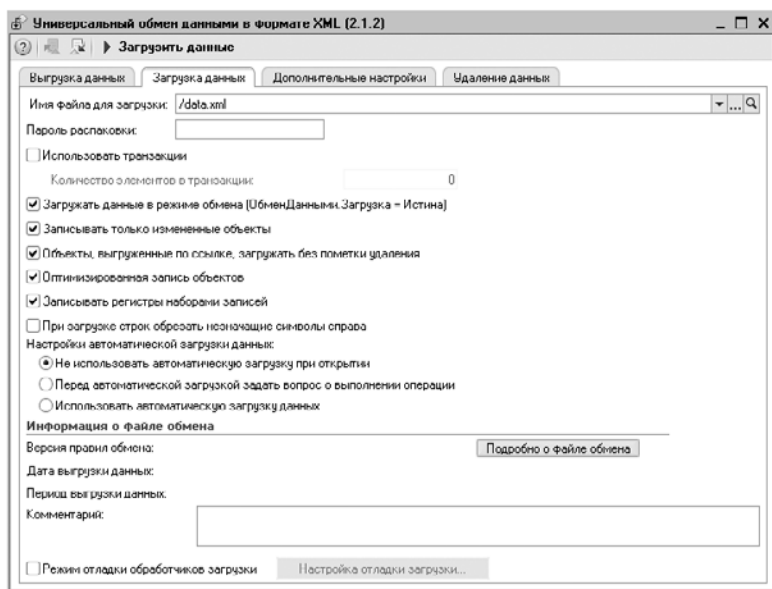 Универсальный обмен данными в формате XML (2.1.2)
Загрузить данные
Выгрузка данных Загрузка данных Дополнительные настройки Удаление данных
Имя файла для загрузки: /data.xml ...
Пароль распаковки:
Использовать транзакции
Количество элементов в транзакции: 0
Загружать данные в режиме обмена (ОбменДанными.Загрузка = Истина)
Записывать только измененные объекты
Объекты, выгруженные по ссылке, загружать без пометки удаления
Оптимизированная запись объектов
Записывать регистры наборами записей
При загрузке строк обрезать незначащие символы справа
Настройки автоматической загрузки данных:
Не использовать автоматическую загрузку при открытии
Перед автоматической загрузкой задать вопрос о выполнении операции
Использовать автоматическую загрузку данных
Информация о файле обмена
Версия правил обмена: Подробно о файле обмена
Дата выгрузки данных:
Период выгрузки данных:
Комментарий:
Режим отладки обработчиков загрузки Настройка отладки загрузки...